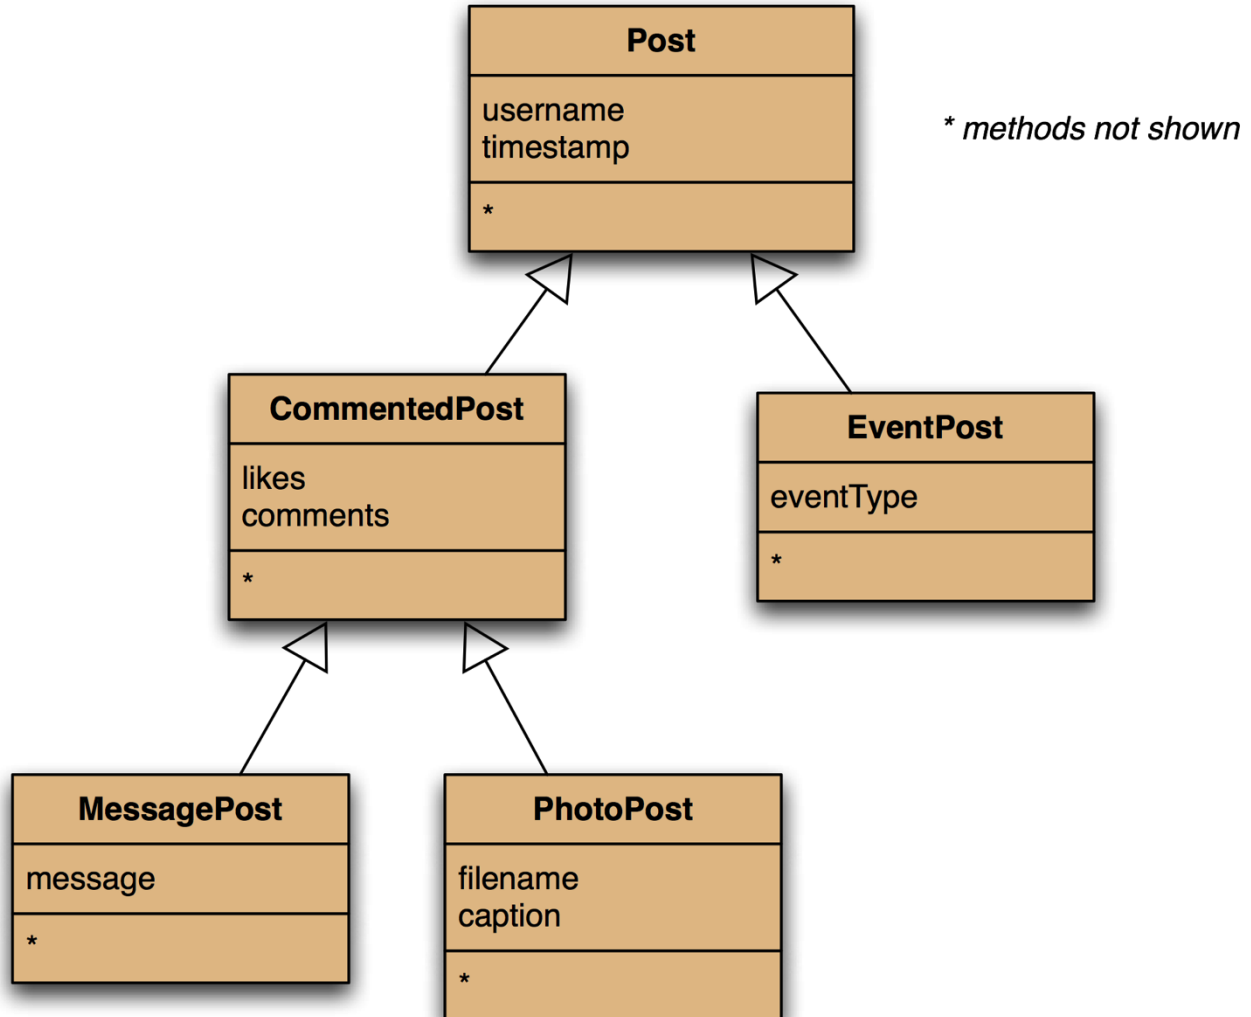 Post
username
timestamp
*
* methods not shown
CommentedPost
likes
comments
*
EventPost
eventType
*
MessagePost
message
*
PhotoPost
filename
caption
*